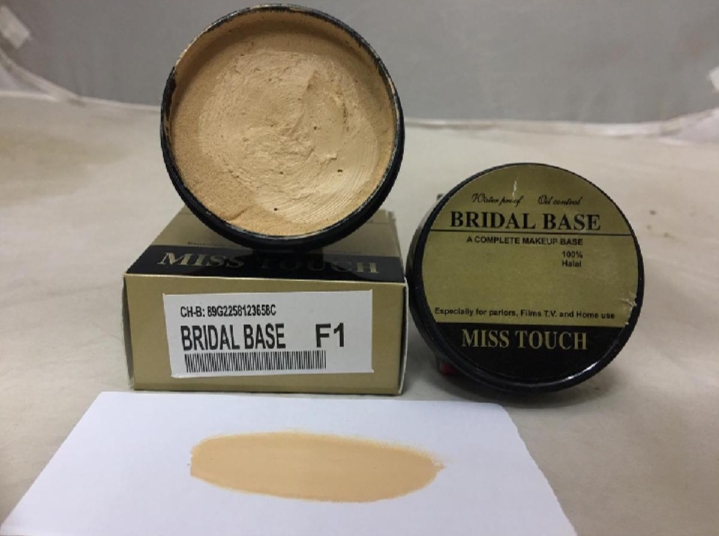 MISS TOUCH
CH-B: 89G2258123658C
BRIDAL BASE F1
Water proof Oil control
BRIDAL BASE
A COMPLETE MAKEUP BASE
100%
Halal
Especially for parlors, Films T.V. and Home use
MISS TOUCH